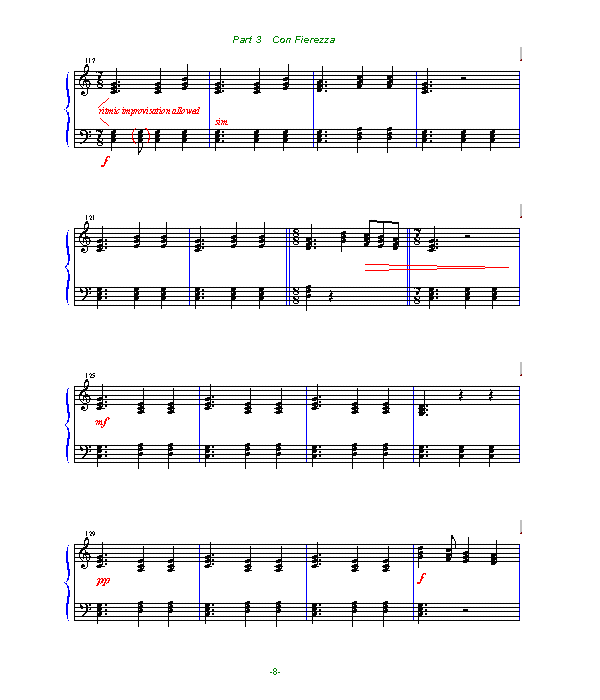 Part 3 Con Fierezza
117
ritmic improvisation allowed
sim.
f
121
125
mf
129
pp
f
-8-